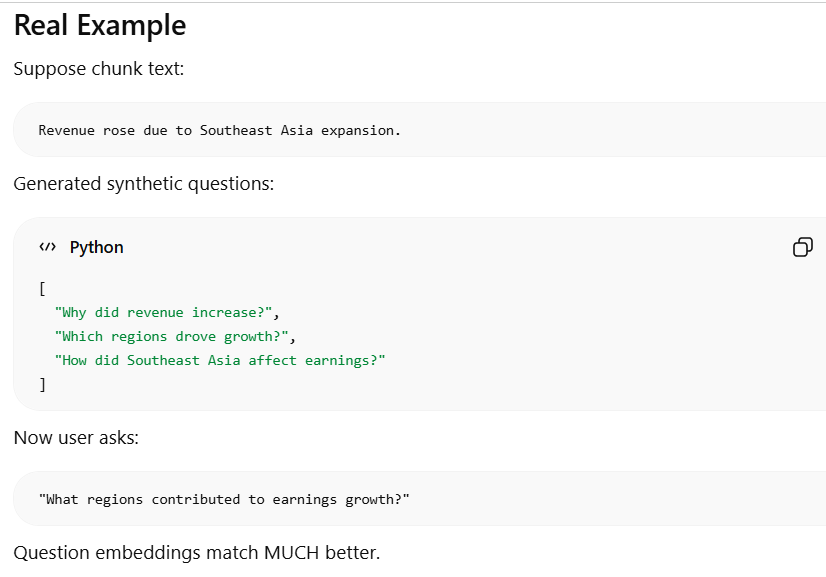 Real Example
Suppose chunk text:
Revenue rose due to Southeast Asia expansion.
Generated synthetic questions:
</> Python
[
"Why did revenue increase?",
"Which regions drove growth?",
"How did Southeast Asia affect earnings?"
]
Now user asks:
"What regions contributed to earnings growth?"
Question embeddings match MUCH better.